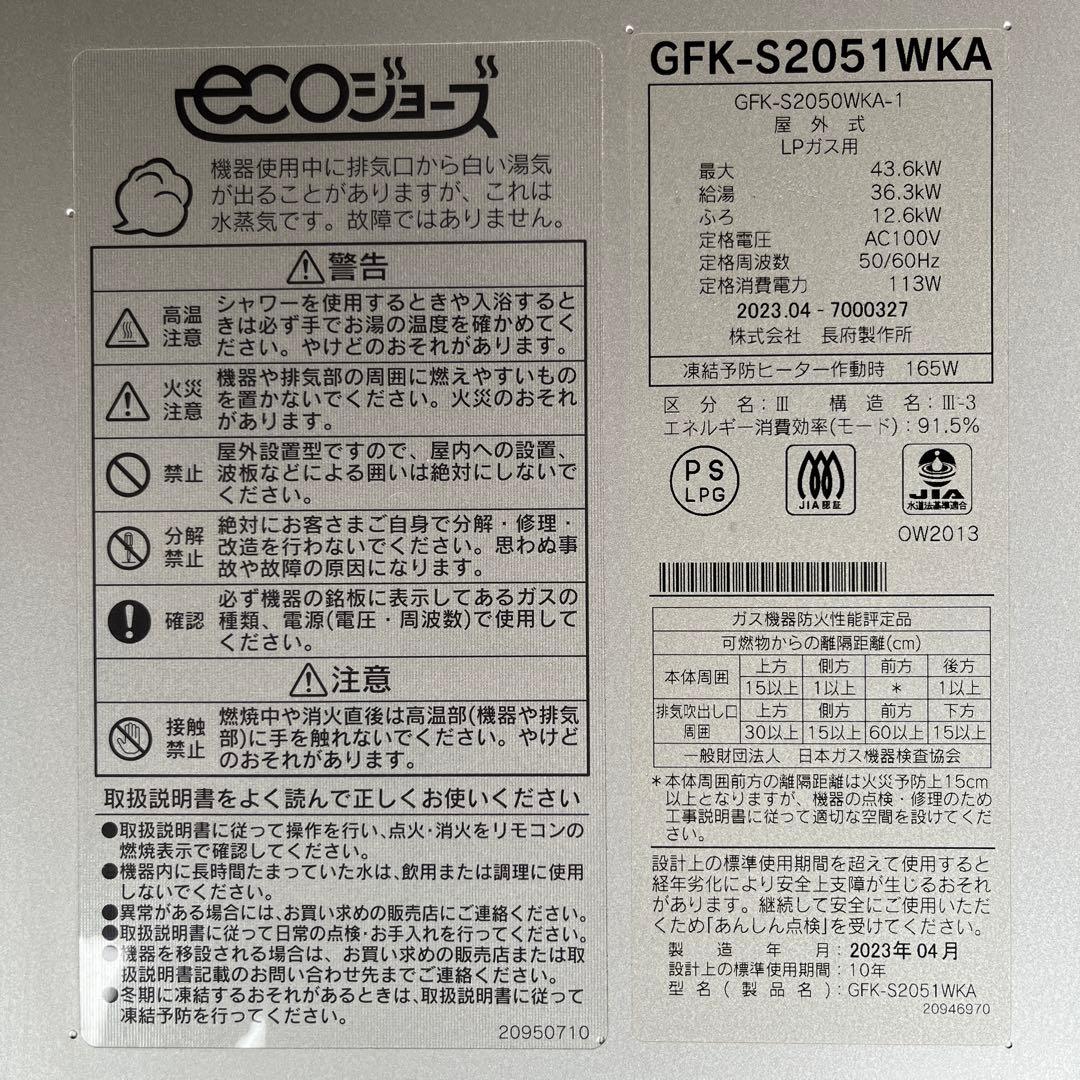 ecoジョーズ
機器使用中に排気口から白い湯気
が出ることがありますが、これは
水蒸気です。故障ではありません。
警告
高温
注意
シャワーを使用するときや入浴すると
きは必ず手でお湯の温度を確かめてく
ださい。やけどのおそれがあります。
火災
注意
機器や排気部の周囲に燃えやすいもの
を置かないでください。火災のおそれ
があります。
禁止
屋外設置型ですので、屋内への設置、
波板などによる囲いは絶対にしないで
ください。
分解
禁止
絶対にお客さまご自身で分解・修理・
改造を行わないでください。思わぬ事
故や故障の原因になります。
確認
必ず機器の銘板に表示してあるガスの
種類、電源(電圧・周波数)で使用して
ください。
注意
接触
禁止
燃焼中や消火直後は高温部(機器や排気
部)に手を触れないでください。やけど
のおそれがあります。
取扱説明書をよく読んで正しくお使いください
●取扱説明書に従って操作を行い、点火・消火をリモコンの
燃焼表示で確認してください。
●機器内に長時間たまっていた水は、飲用または調理に使用
しないでください。
●異常がある場合には、お買い求めの販売店にご連絡ください。
●取扱説明書に従って日常の点検・お手入れを行ってください。
●機器を移設される場合は、お買い求めの販売店または取
扱説明書記載のお問い合わせ先までご連絡ください。
●冬期に凍結するおそれがあるときは、取扱説明書に従って
凍結予防を行ってください。
20950710
GFK-S2051WKA
GFK-S2050WKA-1
屋外式
LPガス用
最大 43.6kW
給湯 36.3kW
ふろ 12.6kW
定格電圧 AC100V
定格周波数 50/60Hz
定格消費電力 113W
2023.04 - 7000327
株式会社 長府製作所
凍結予防ヒーター作動時 165W
区分名:Ⅲ 構造名:Ⅲ-3
エネルギー消費効率(モード):91.5%
PS
LPG
JIA認証
JIA
水道法基準適合
OW2013
ガス機器防火性能評定品
可燃物からの離隔距離(cm)
本体周囲 上方 側方 前方 後方
15以上 1以上 * 1以上
排気吹出し口 上方 側方 前方 下方
周囲 30以上 15以上 60以上 15以上
一般財団法人 日本ガス機器検査協会
*本体周囲前方の離隔距離は火災予防上15cm
以上となりますが、機器の点検・修理のため
工事説明書に従って適切な空間を設けてくだ
さい。
設計上の標準使用期間を超えて使用すると
経年劣化により安全上支障が生じるおそれ
があります。継続して安全にご使用いただ
くため「あんしん点検」を受けてください。
製造年月:2023年04月
設計上の標準使用期間:10年
型名(製品名):GFK-S2051WKA
20946970